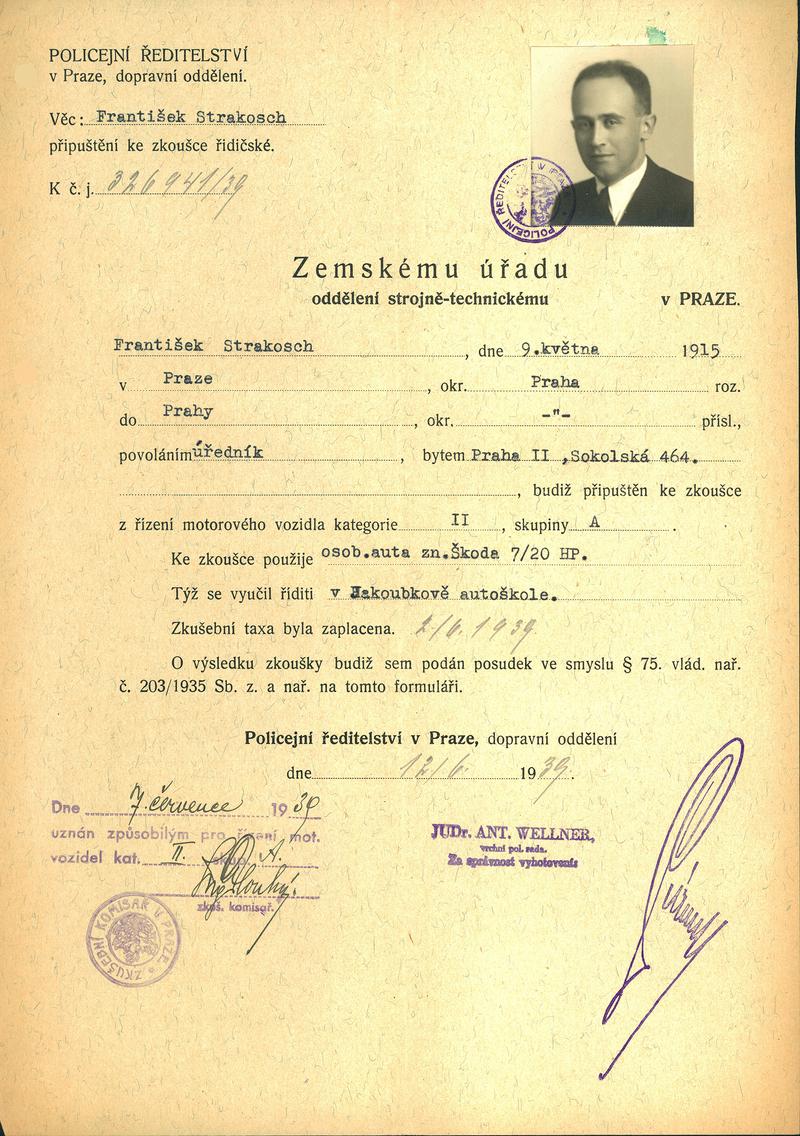 POLICEJNÍ ŘEDITELSTVÍ
v Praze, dopravní oddělení.
Věc: František Strakosch
připuštění ke zkoušce řidičské.
K č. j. 326941/39
Zemskému úřadu
oddělení strojně-technickému v PRAZE.
František Strakosch, dne 9.května 1915
v Praze, okr. Praha roz.
do Prahy, okr. -"- přísl.,
povoláním úředník, bytem Praha II ,Sokolská 464.
, budiž připuštěn ke zkoušce
z řízení motorového vozidla kategorie II, skupiny A.
Ke zkoušce použije osob.auta zn.Škoda 7/20 HP.
Týž se vyučil říditi v Jakoubkově autoškole.
Zkušební taxa byla zaplacena. 2/6. 1939
O výsledku zkoušky budiž sem podán posudek ve smyslu § 75. vlád. nař.
č. 203/1935 Sb. z. a nař. na tomto formuláři.
Policejní ředitelství v Praze, dopravní oddělení
dne 12/6. 1939.
Dne 7. července 1939
uznán způsobilým pro řízení mot.
vozidel kat. II. skup. A.
zkuš. komisař.
ZKUŠEBNÍ KOMISAŘ V PRAZE
JUDr. ANT. WELLNER,
vrchní pol. rada.
Za správnost vyhotovení: